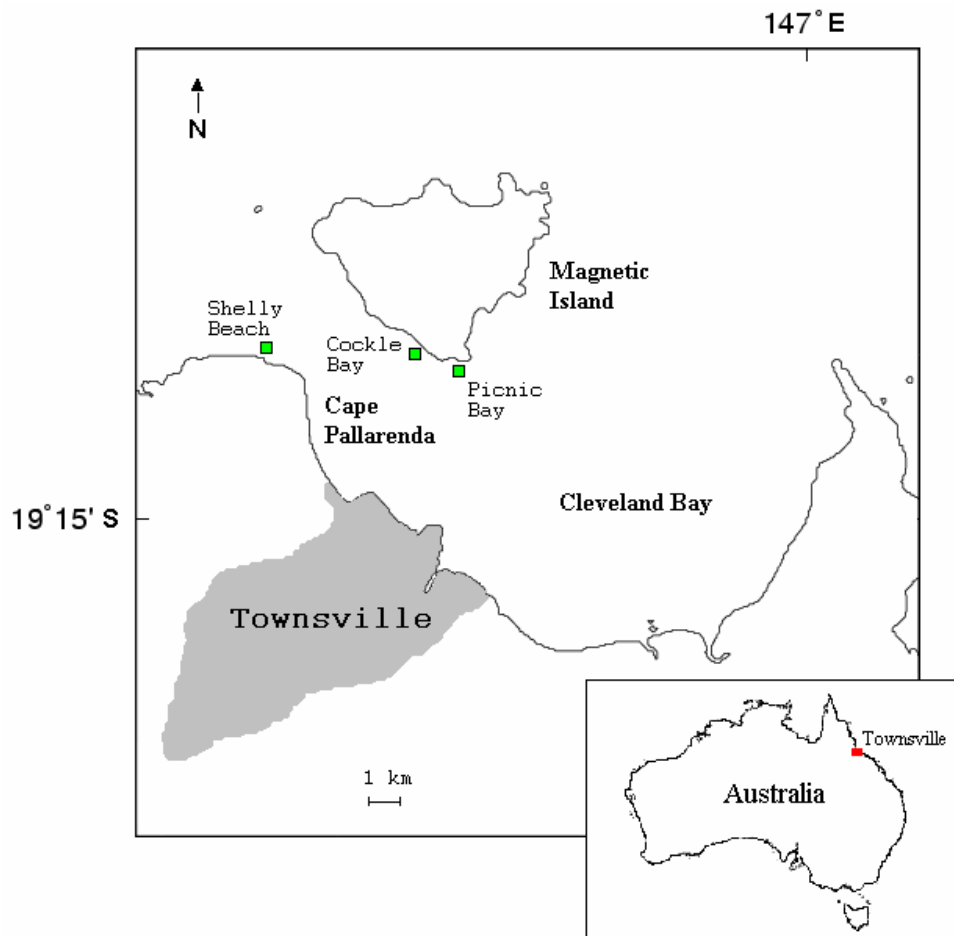 147° E
N
Magnetic
Island
Shelly
Beach
Cockle
Bay
Picnic
Bay
Cape
Pallarenda
Cleveland Bay
19° 15' S
Townsville
1 km
Townsville
Australia